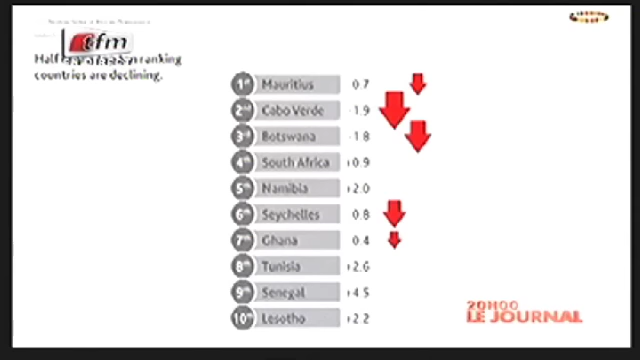 tfm
Half
ranking
countries are declining.
1st Mauritius 0.7
2nd Cabo Verde 1.9
3rd Botswana 1.8
4th South Africa +0.9
5th Namibia +2.0
6th Seychelles 0.8
7th Ghana 0.4
8th Tunisia +2.6
9th Senegal +4.5
10th Lesotho +2.2
20H00
LE JOURNAL